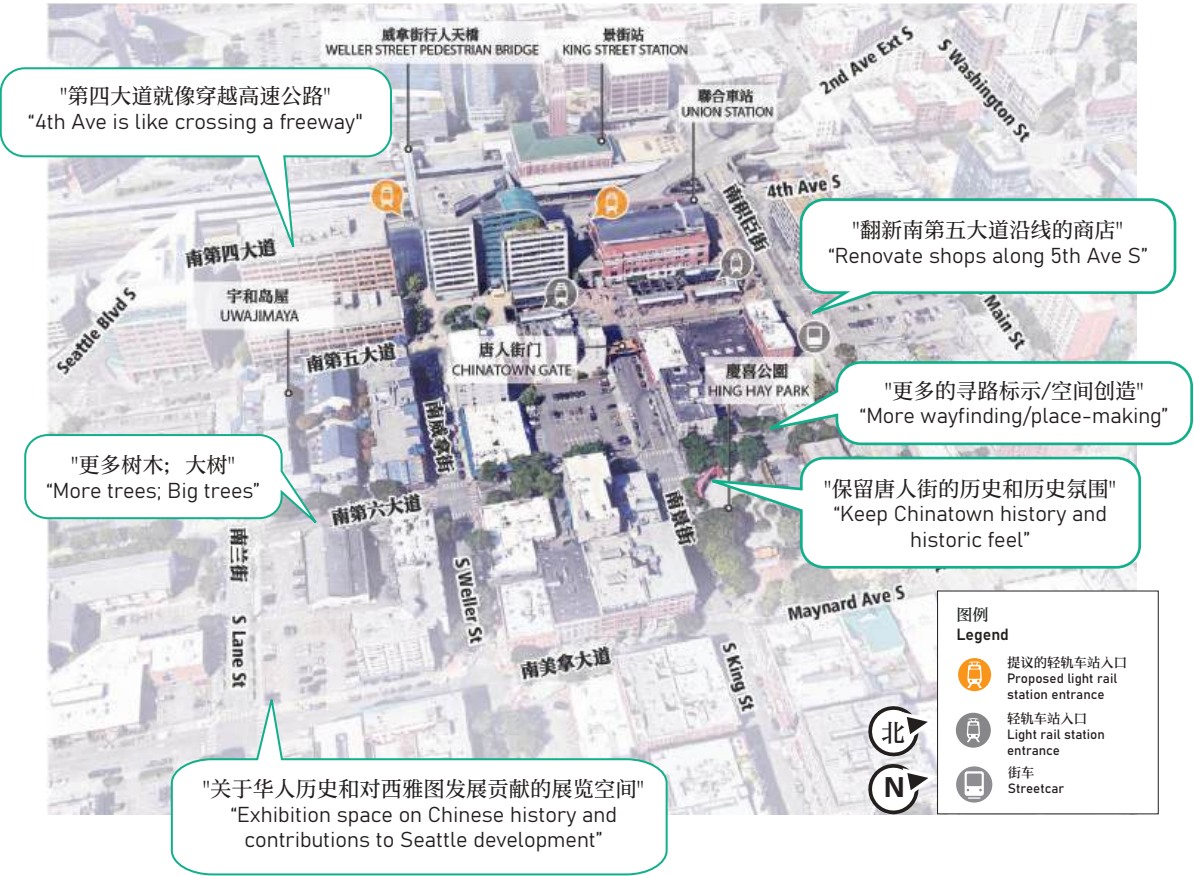 威拿街行人天橋
WELLER STREET PEDESTRIAN BRIDGE
景街站
KING STREET STATION
2nd Ave Ext S
S Washington St
聯合車站
UNION STATION
"第四大道就像穿越高速公路"
“4th Ave is like crossing a freeway"
4th Ave S
南积臣街
"翻新南第五大道沿线的商店"
“Renovate shops along 5th Ave S”
南第四大道
宇和岛屋
UWAJIMAYA
Seattle Blvd S
Main St
南第五大道
唐人街门
CHINATOWN GATE
慶喜公園
HING HAY PARK
"更多的寻路标示/空间创造"
“More wayfinding/place-making”
南威拿街
"更多树木；大树"
“More trees; Big trees”
南第六大道
南景街
"保留唐人街的历史和历史氛围"
“Keep Chinatown history and
historic feel”
南兰街
S Lane St
S Weller St
Maynard Ave S
南美拿大道
S King St
图例
Legend
提议的轻轨车站入口
Proposed light rail
station entrance
轻轨车站入口
Light rail station
entrance
街车
Streetcar
北
N
"关于华人历史和对西雅图发展贡献的展览空间"
“Exhibition space on Chinese history and
contributions to Seattle development”